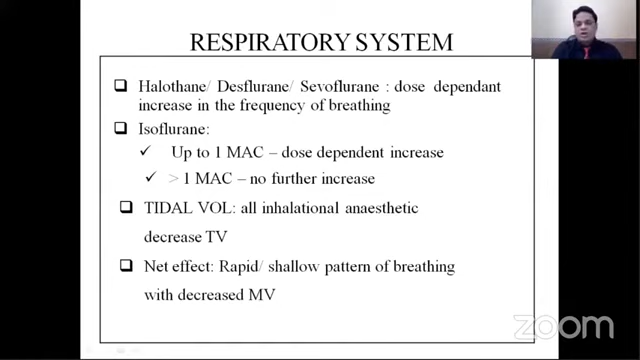 RESPIRATORY SYSTEM
Halothane/ Desflurane/ Sevoflurane : dose dependant
increase in the frequency of breathing
Isoflurane:
Up to 1 MAC – dose dependent increase
> 1 MAC – no further increase
TIDAL VOL: all inhalational anaesthetic
decrease TV
Net effect: Rapid/ shallow pattern of breathing
with decreased MV
zoom